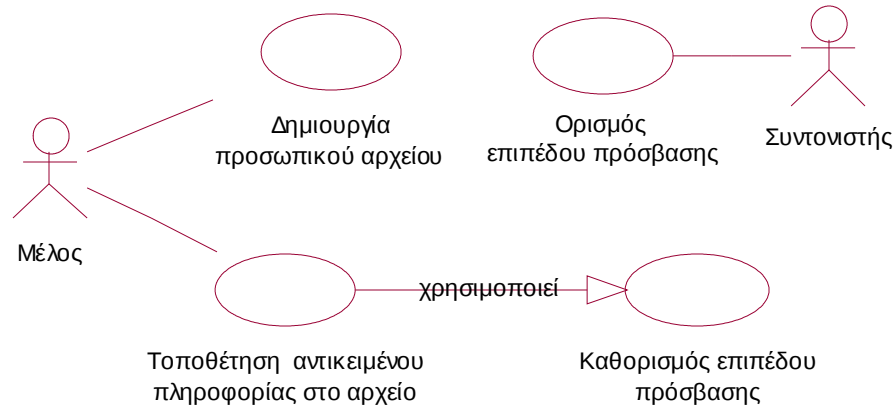 Δημιουργία
προσωπικού αρχείου
Ορισμός
επιπέδου πρόσβασης
Συντονιστής
Μέλος
χρησιμοποιεί
Τοποθέτηση αντικειμένου
πληροφορίας στο αρχείο
Καθορισμός επιπέδου
πρόσβασης